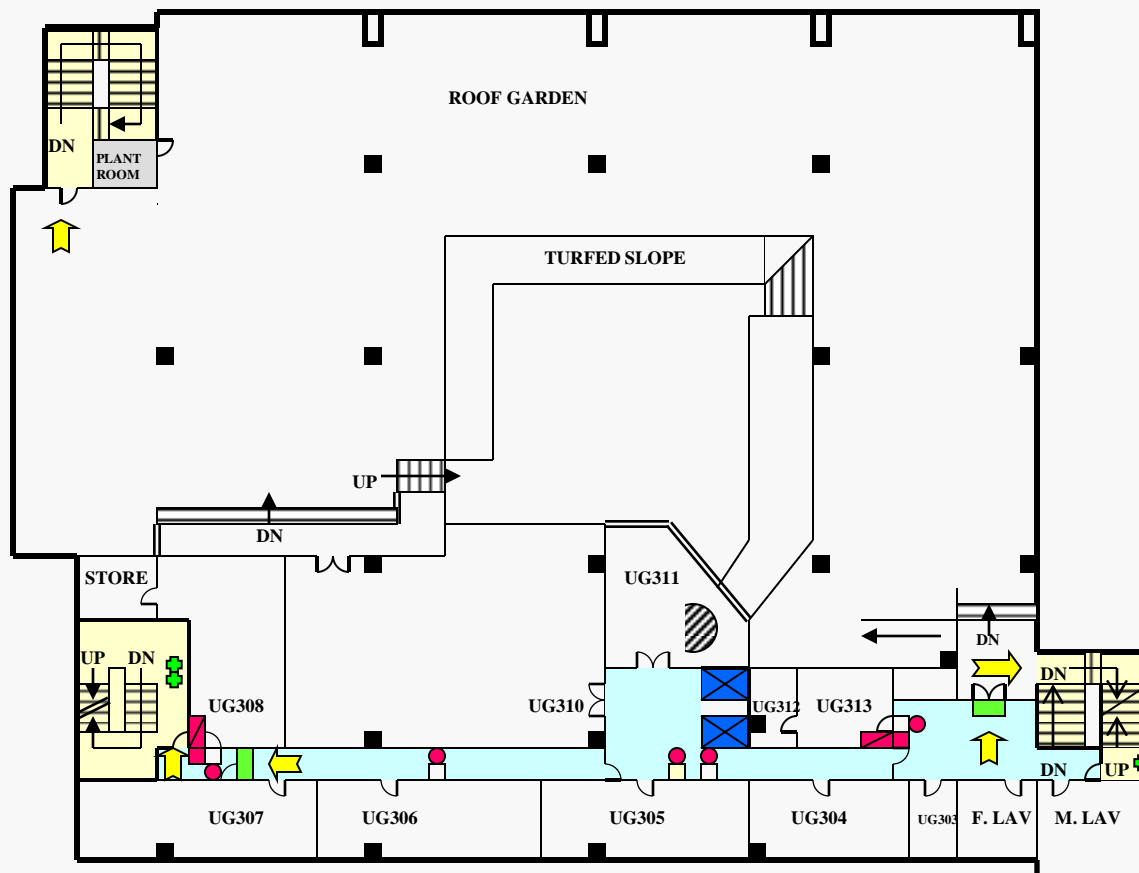 ROOF GARDEN
DN
PLANT
ROOM
TURFED SLOPE
UP
DN
STORE
UG311
DN
UP
DN
DN
UG308
UG310
UG312
UG313
DN
UP
UG307
UG306
UG305
UG304
UG303
F. LAV
M. LAV